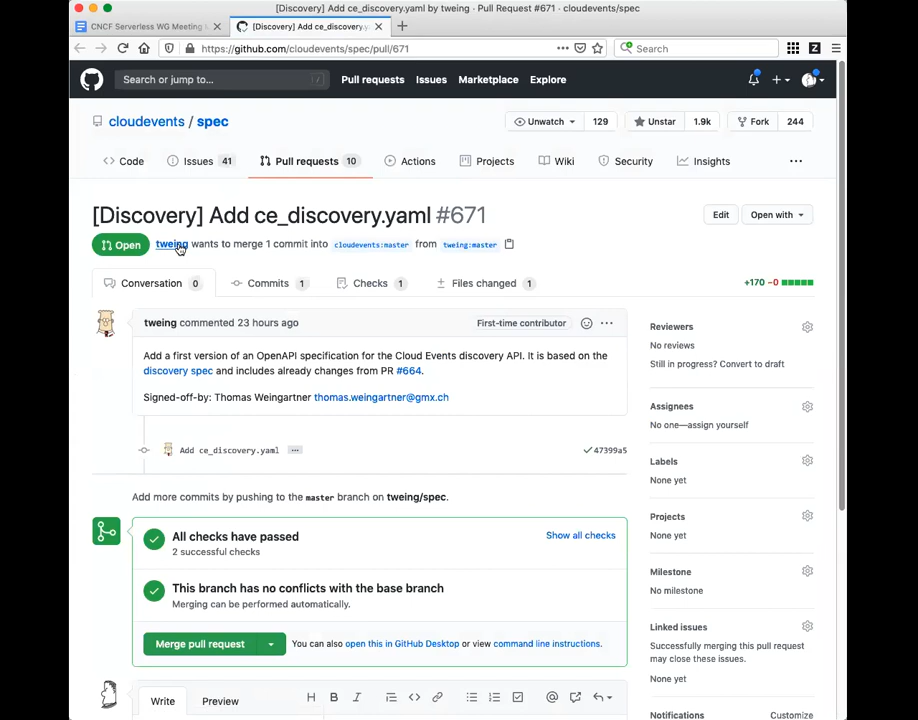 [Discovery] Add ce_discovery.yaml by tweing · Pull Request #671 · cloudevents/spec
CNCF Serverless WG Meeting
[Discovery] Add ce_discovery.
https://github.com/cloudevents/spec/pull/671
Search
Search or jump to...
/
Pull requests
Issues
Marketplace
Explore
cloudevents / spec
Unwatch
129
Unstar
1.9k
Fork
244
Code
Issues 41
Pull requests 10
Actions
Projects
Wiki
Security
Insights
[Discovery] Add ce_discovery.yaml #671
Edit
Open with
Open
tweing wants to merge 1 commit into cloudevents:master from tweing:master
Conversation 0
Commits 1
Checks 1
Files changed 1
+170 −0
tweing commented 23 hours ago
First-time contributor
Add a first version of an OpenAPI specification for the Cloud Events discovery API. It is based on the
discovery spec and includes already changes from PR #664.
Signed-off-by: Thomas Weingartner thomas.weingartner@gmx.ch
Add ce_discovery.yaml
47399a5
Add more commits by pushing to the master branch on tweing/spec.
All checks have passed
2 successful checks
Show all checks
This branch has no conflicts with the base branch
Merging can be performed automatically.
Merge pull request
You can also open this in GitHub Desktop or view command line instructions.
Write
Preview
H B I
Reviewers
No reviews
Still in progress? Convert to draft
Assignees
No one—assign yourself
Labels
None yet
Projects
None yet
Milestone
No milestone
Linked issues
Successfully merging this pull request
may close these issues.
None yet
Notifications
Customize